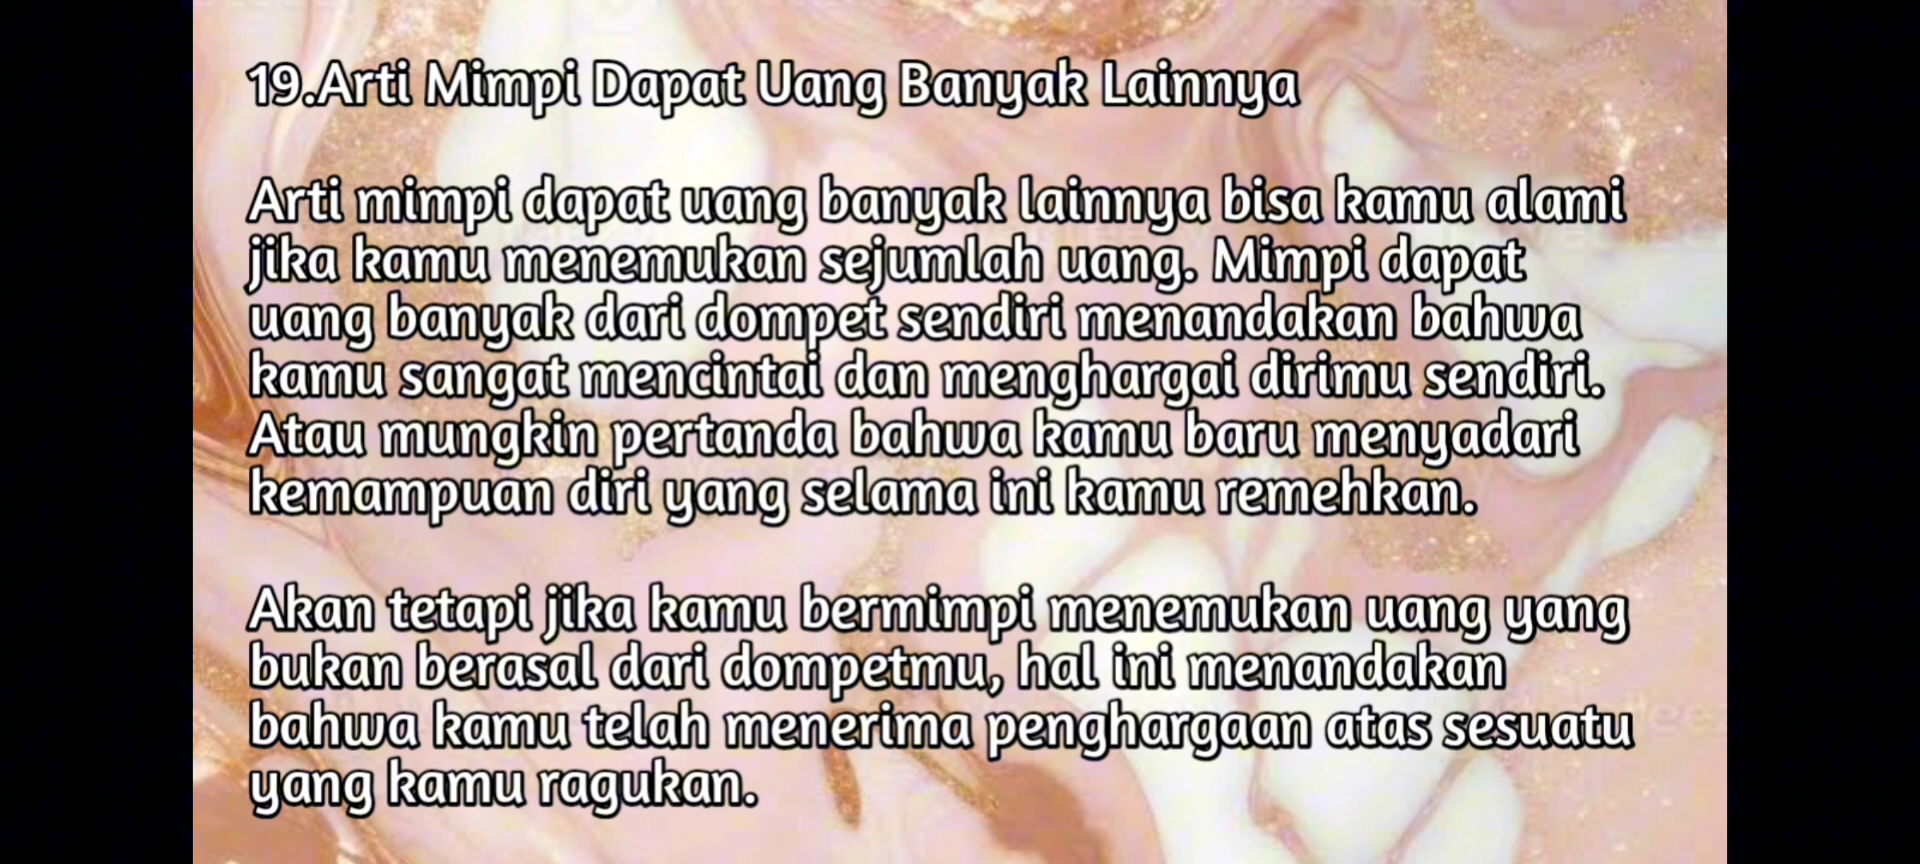 19.Arti Mimpi Dapat Uang Banyak Lainnya
Arti mimpi dapat uang banyak lainnya bisa kamu alami
jika kamu menemukan sejumlah uang. Mimpi dapat
uang banyak dari dompet sendiri menandakan bahwa
kamu sangat mencintai dan menghargai dirimu sendiri.
Atau mungkin pertanda bahwa kamu baru menyadari
kemampuan diri yang selama ini kamu remehkan.
Akan tetapi jika kamu bermimpi menemukan uang yang
bukan berasal dari dompetmu, hal ini menandakan
bahwa kamu telah menerima penghargaan atas sesuatu
yang kamu ragukan.